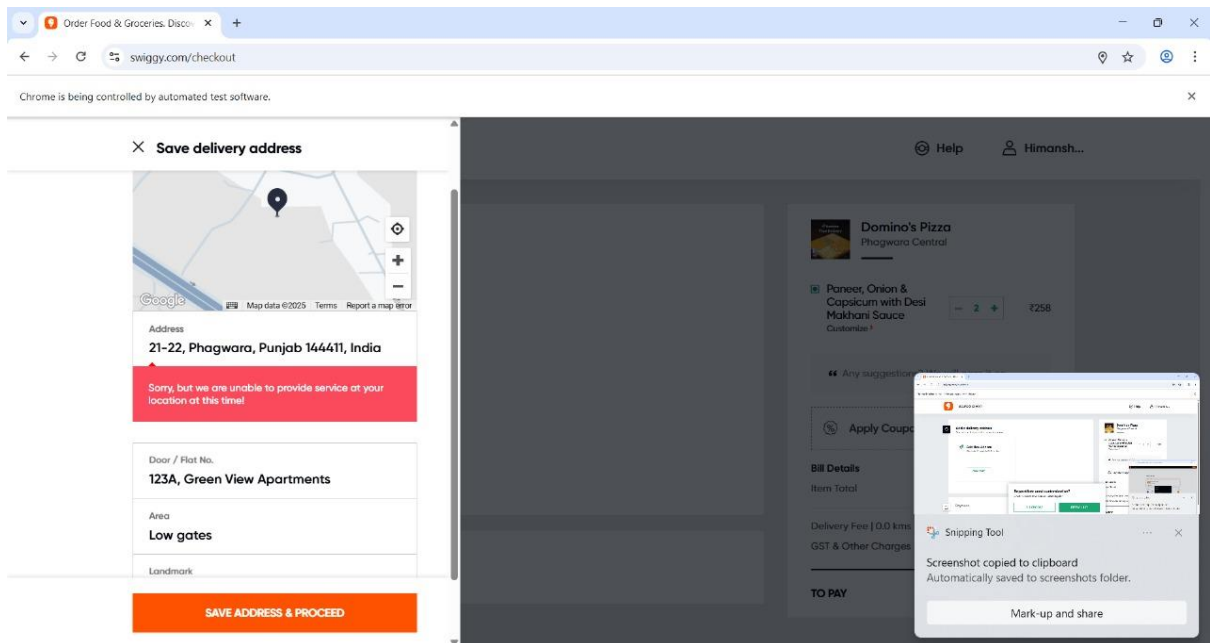 Order Food & Groceries. Discov
swiggy.com/checkout
Chrome is being controlled by automated test software.
Save delivery address
Help
Himansh...
Google
Map data ©2025 Terms Report a map error
Address
21-22, Phagwara, Punjab 144411, India
Sorry, but we are unable to provide service at your
location at this time!
Door / Flat No.
123A, Green View Apartments
Area
Low gates
Landmark
SAVE ADDRESS & PROCEED
Domino's Pizza
Phagwara Central
Paneer, Onion &
Capsicum with Desi
Makhani Sauce
Customize
2
₹258
Any suggestions?
Apply Coupo
Bill Details
Item Total
Delivery Fee | 0.0 kms
GST & Other Charges
TO PAY
Snipping Tool
Screenshot copied to clipboard
Automatically saved to screenshots folder.
Mark-up and share